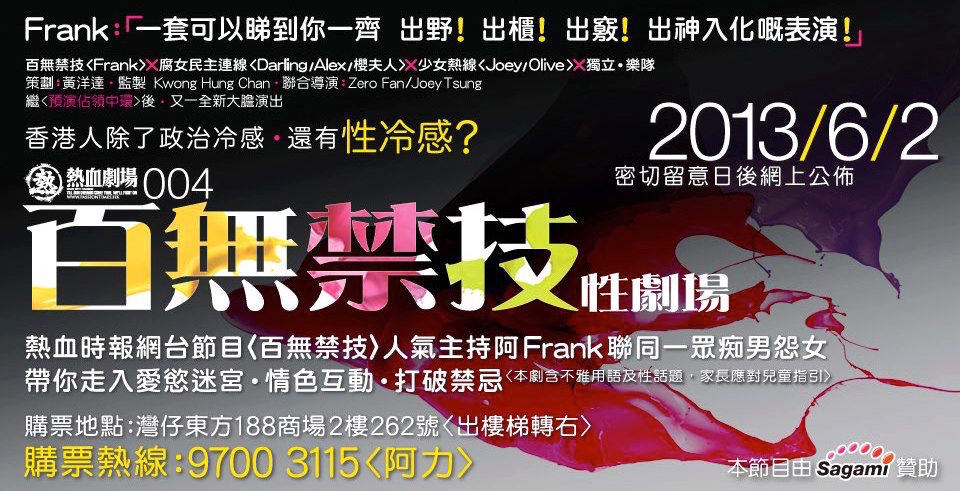 Frank:「一套可以睇到你一齊 出野! 出櫃! 出竅! 出神入化嘅表演!」
百無禁技〈Frank〉×腐女民主連線〈Darling/Alex/櫻夫人〉×少女熱線〈Joey/Olive〉×獨立・樂隊
策劃:黃洋達・監製 Kwong Hung Chan・聯合導演:Zero Fan/Joey Tsung
繼〈預演佔領中環〉後・又一全新大膽演出
香港人除了政治冷感・還有性冷感?
2013/6/2
密切留意日後網上公佈
熱 熱血劇場 004
WWW.PASSIONTIMES.HK
百無禁技 性劇場
熱血時報網台節目〈百無禁技〉人氣主持阿Frank聯同一眾痴男怨女
帶你走入愛慾迷宮・情色互動・打破禁忌〈本劇含不雅用語及性話題,家長應對兒童指引〉
購票地點:灣仔東方188商場2樓262號〈出樓梯轉右〉
購票熱線:9700 3115〈阿力〉
本節目由 Sagami 贊助